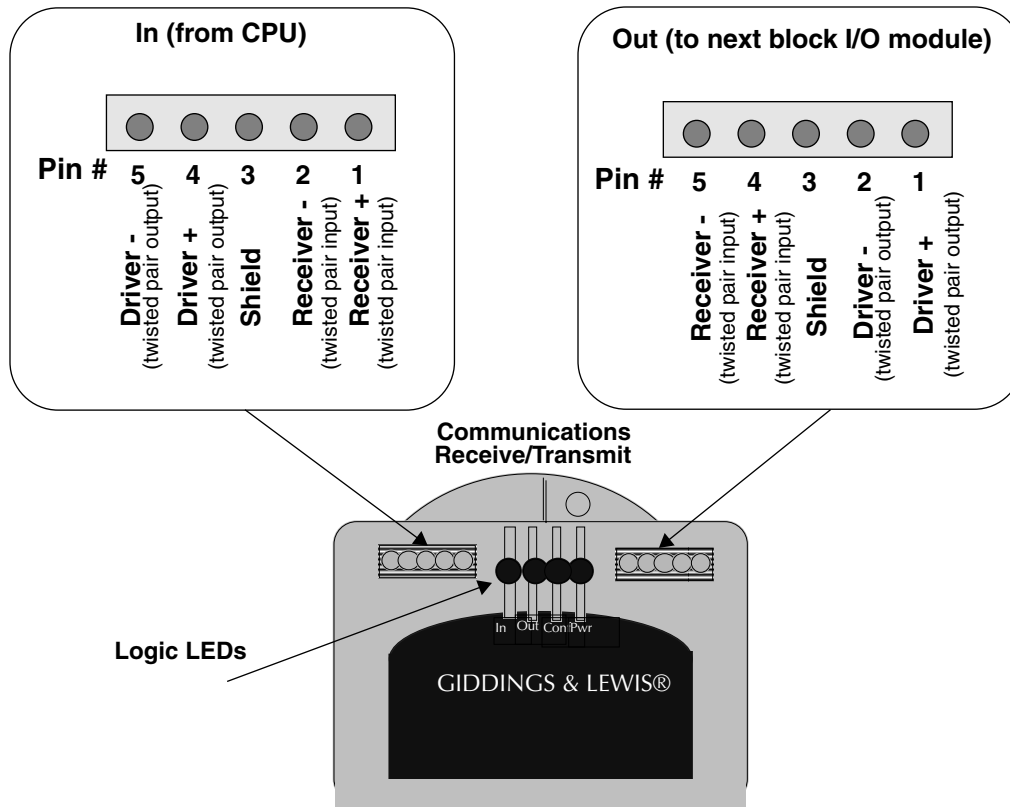 In (from CPU)
Pin #
5 4 3 2 1
Driver -
(twisted pair output)
Driver +
(twisted pair output)
Shield
Receiver -
(twisted pair input)
Receiver +
(twisted pair input)
Out (to next block I/O module)
Pin #
5 4 3 2 1
Receiver -
(twisted pair input)
Receiver +
(twisted pair input)
Shield
Driver -
(twisted pair output)
Driver +
(twisted pair output)
Communications
Receive/Transmit
Logic LEDs
In Out Con Pwr
GIDDINGS & LEWIS®